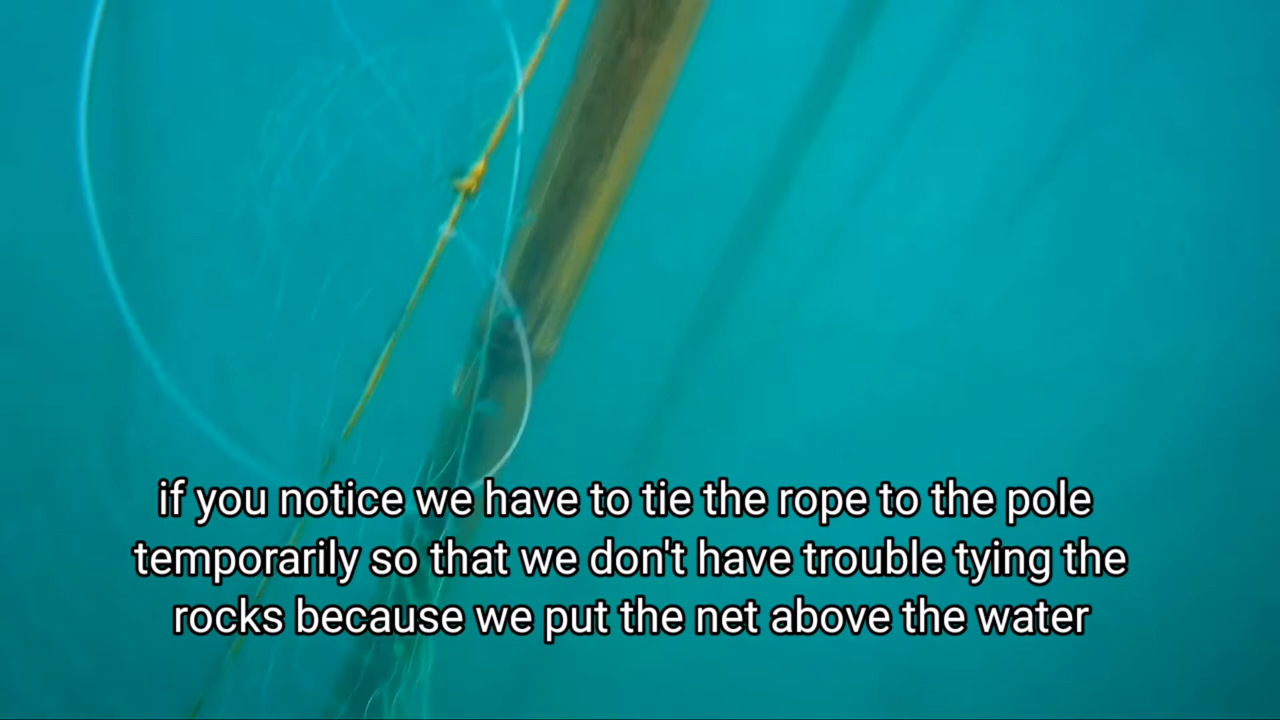 if you notice we have to tie the rope to the pole
temporarily so that we don't have trouble tying the
rocks because we put the net above the water